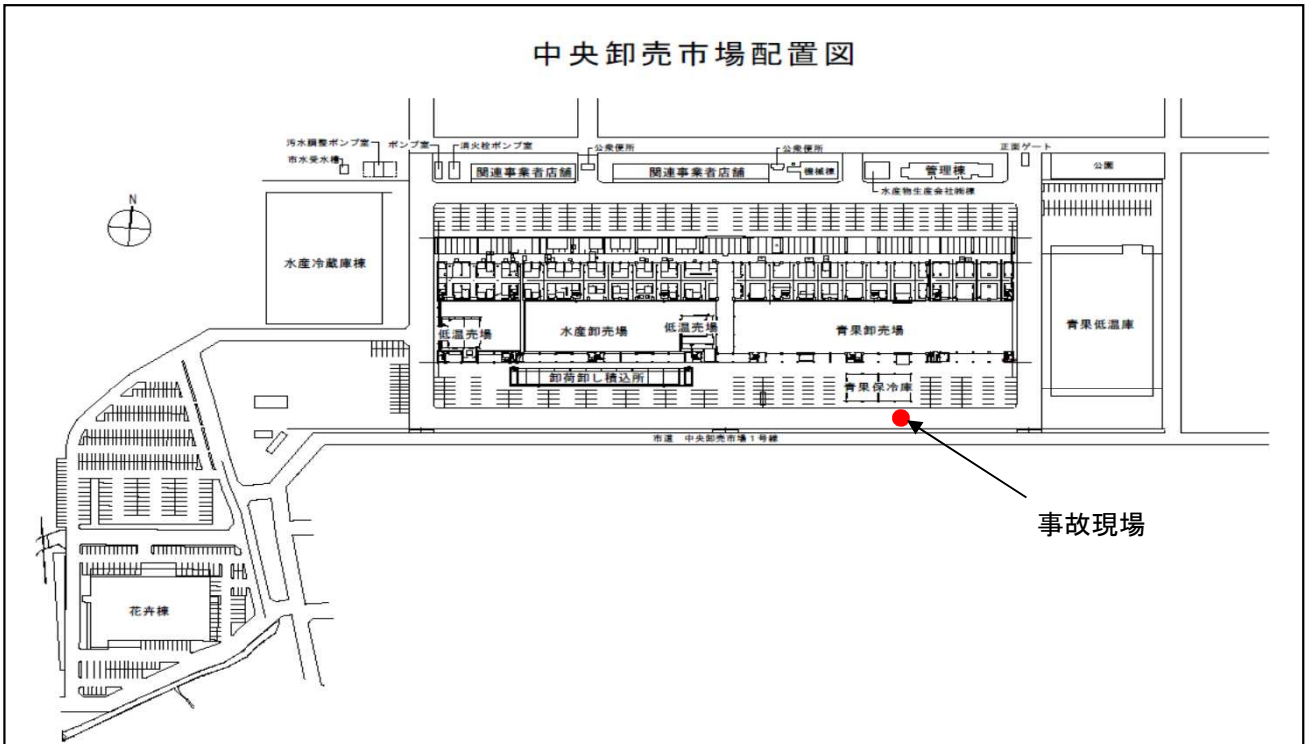 中央卸売市場配置図
汚水調整ポンプ室
ポンプ室
消火栓ポンプ室
公衆便所
公衆便所
正面ゲート
市水受水槽
関連事業者店舗
関連事業者店舗
機械棟
管理棟
公園
水産物生産会社㈱棟
N
水産冷蔵庫棟
低温売場
水産卸売場
低温売場
青果卸売場
青果低温庫
卸荷卸し積込所
青果保冷庫
市道 中央卸売市場1号線
事故現場
花卉棟